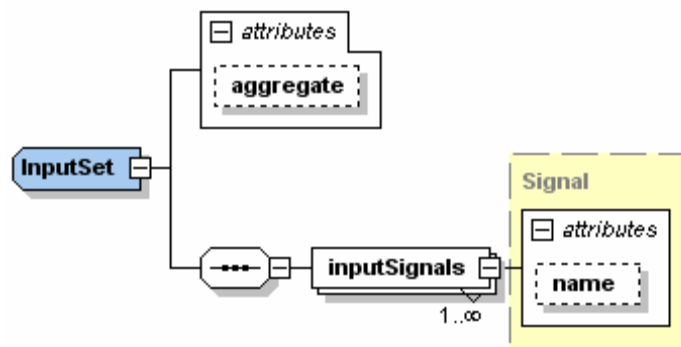 attributes
aggregate
InputSet
Signal
attributes
inputSignals
name
1..∞